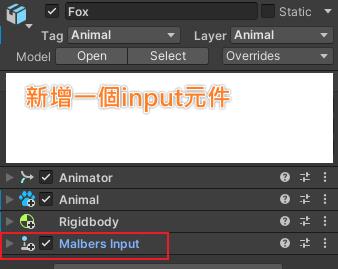 Fox
Static
Tag Animal Layer Animal
Model Open Select Overrides
新增一個input元件
Animator
Animal
Rigidbody
Malbers Input